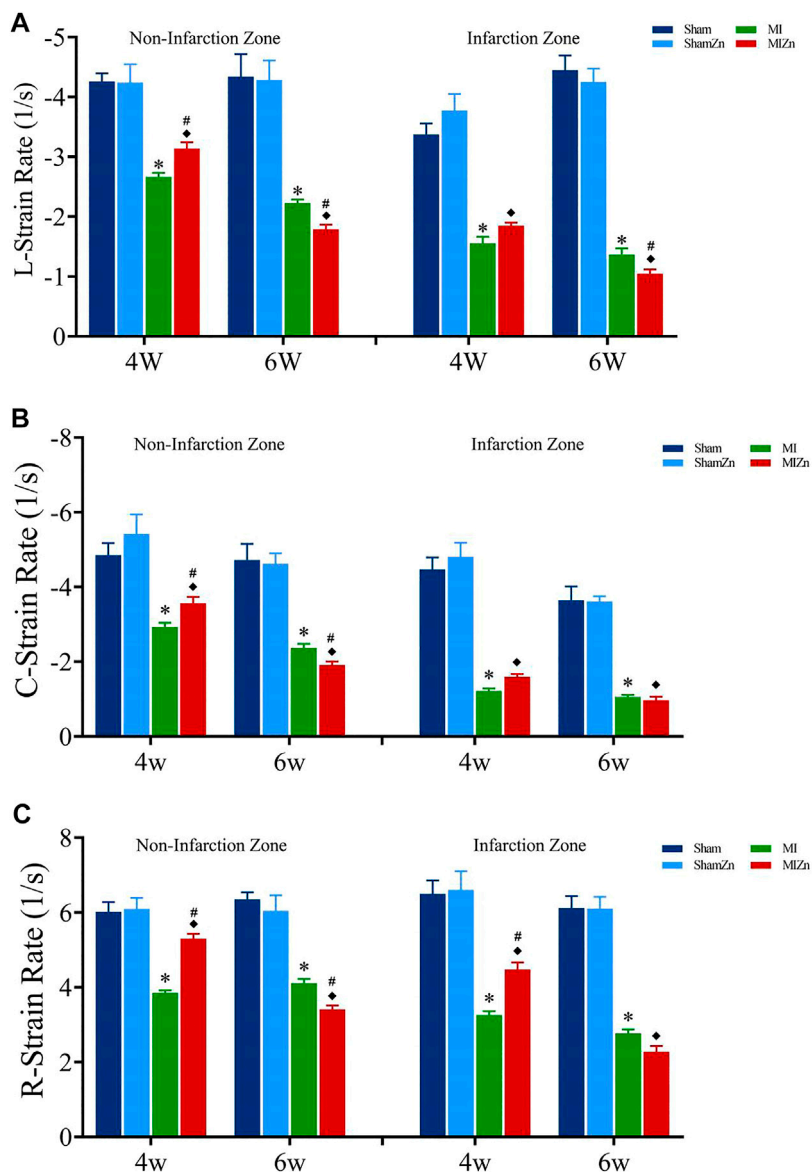 A
Non-Infarction Zone
Infarction Zone
Sham
MI
ShamZn
MIZn
L-Strain Rate (1/s)
-5
-4
-3
-2
-1
0
* # ◆
* # ◆
* ◆
* # ◆
4W
6W
4W
6W
B
Non-Infarction Zone
Infarction Zone
Sham
MI
ShamZn
MIZn
C-Strain Rate (1/s)
-8
-6
-4
-2
0
* # ◆
* # ◆
* ◆
* ◆
4w
6w
4w
6w
C
Non-Infarction Zone
Infarction Zone
Sham
MI
ShamZn
MIZn
R-Strain Rate (1/s)
8
6
4
2
0
* # ◆
* # ◆
* # ◆
* ◆
4w
6w
4w
6w